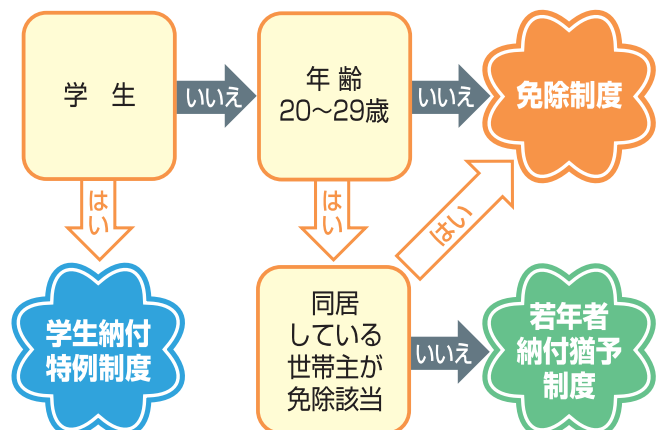 学 生
いいえ
年 齢
20〜29歳
いいえ
免除制度
はい
はい
はい
学生納付
特例制度
同居
している
世帯主が
免除該当
いいえ
若年者
納付猶予
制度